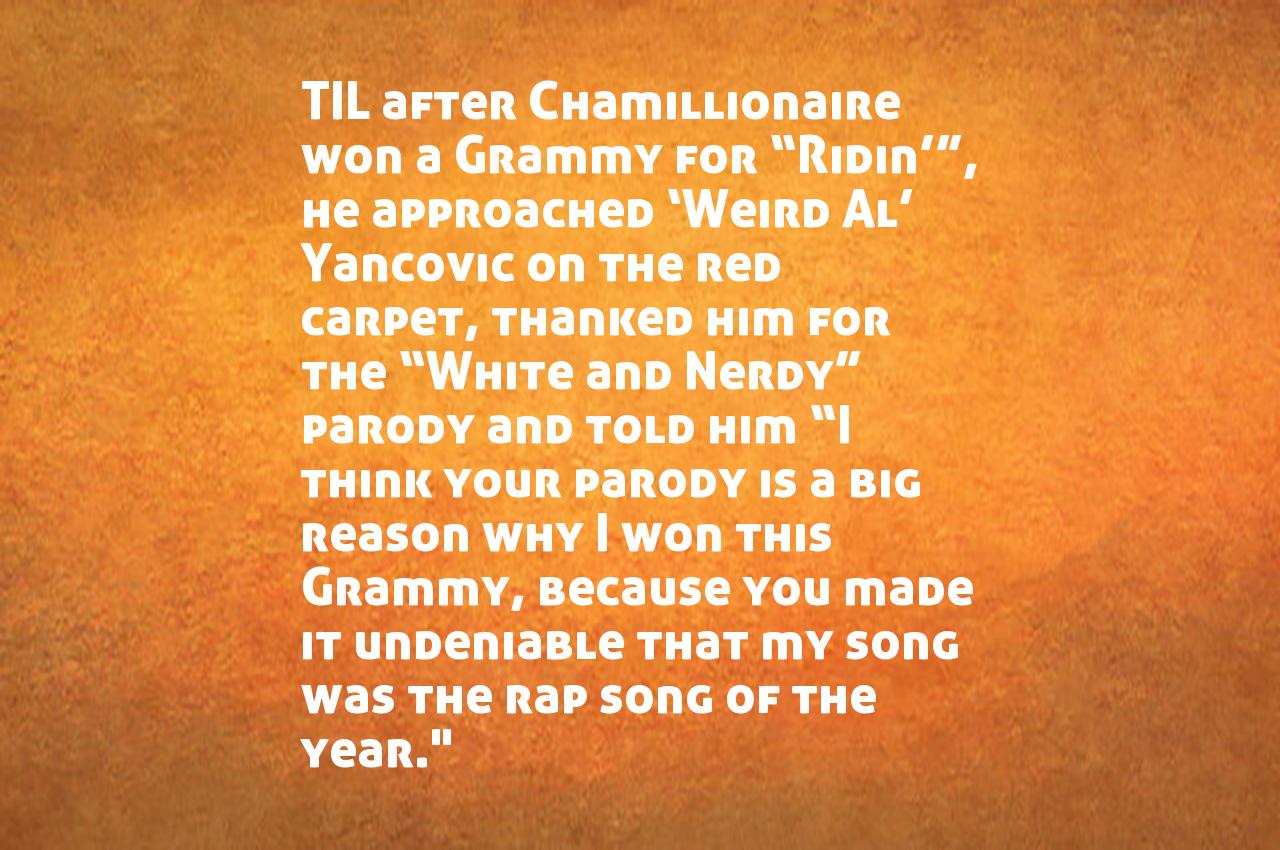 TIL after Chamillionaire
won a Grammy for “Ridin’”,
he approached ‘Weird Al’
Yancovic on the red
carpet, thanked him for
the “White and Nerdy”
parody and told him “I
think your parody is a big
reason why I won this
Grammy, because you made
it undeniable that my song
was the rap song of the
year."